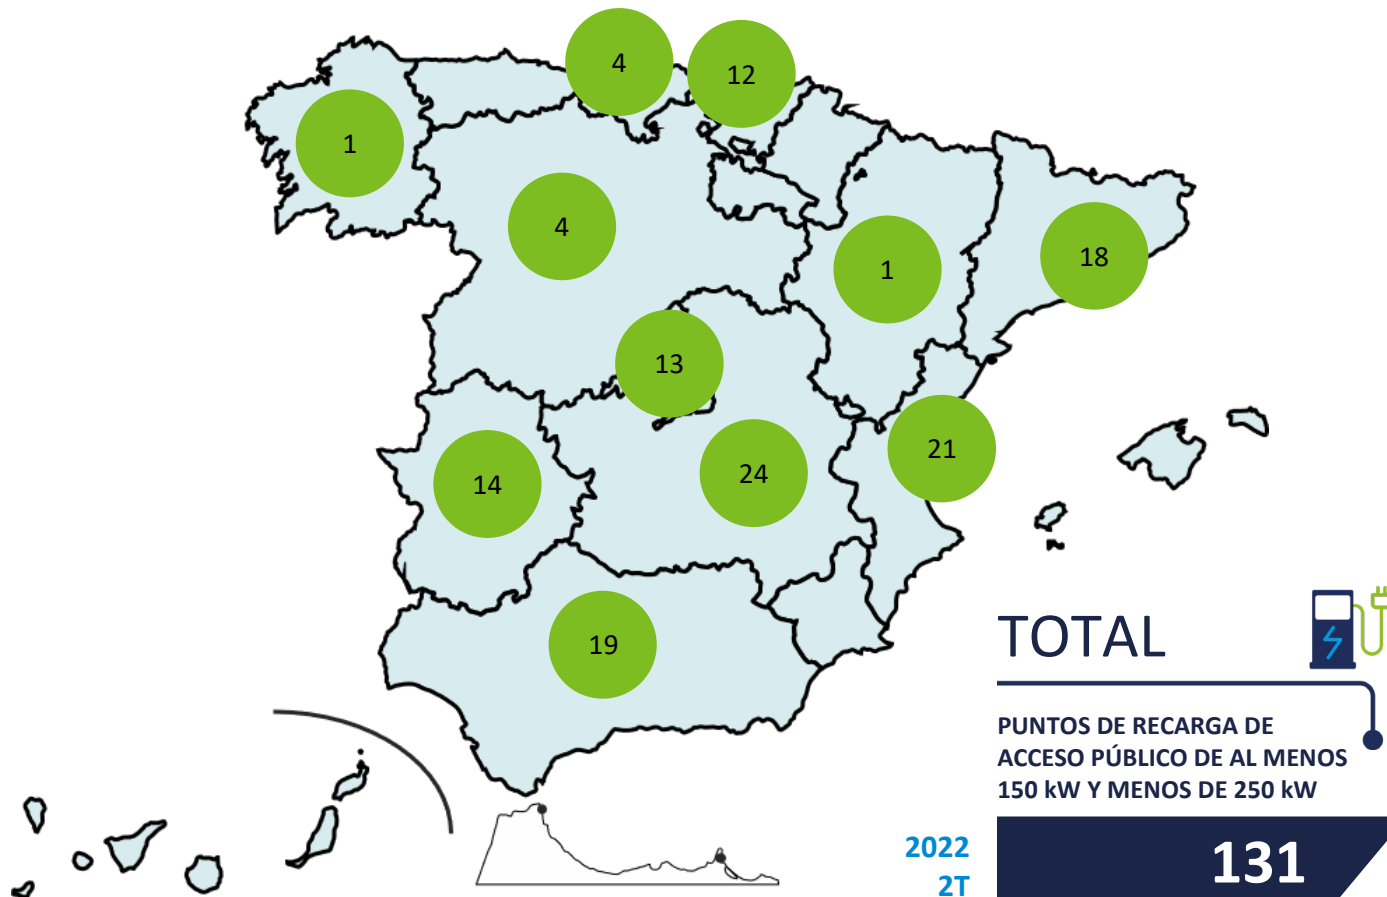 4
12
1
4
1
18
13
21
14
24
19
TOTAL
PUNTOS DE RECARGA DE
ACCESO PÚBLICO DE AL MENOS
150 kW Y MENOS DE 250 kW
2022
2T
131